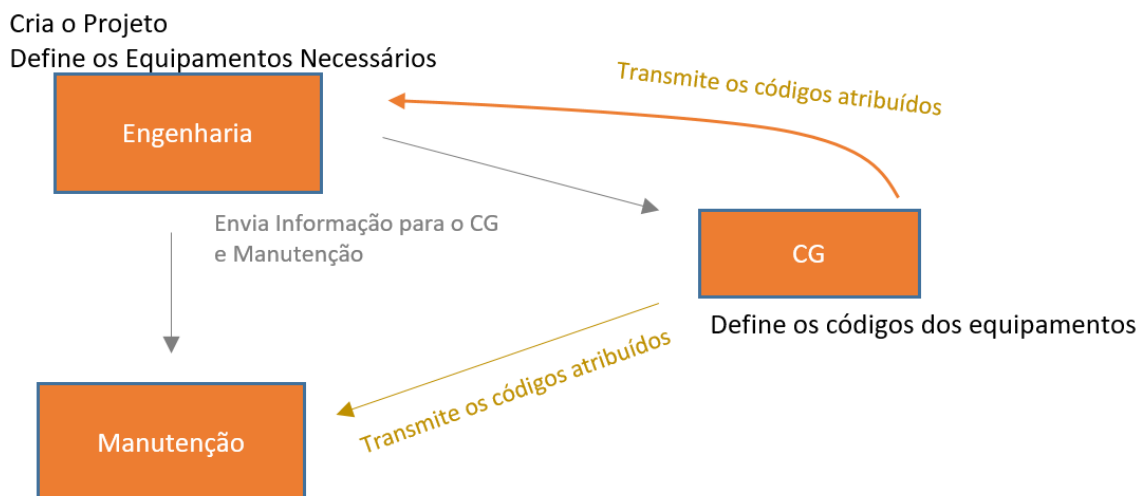 Cria o Projeto
Define os Equipamentos Necessários
Transmite os códigos atribuídos
Engenharia
Envia Informação para o CG
e Manutenção
CG
Define os códigos dos equipamentos
Transmite os códigos atribuídos
Manutenção